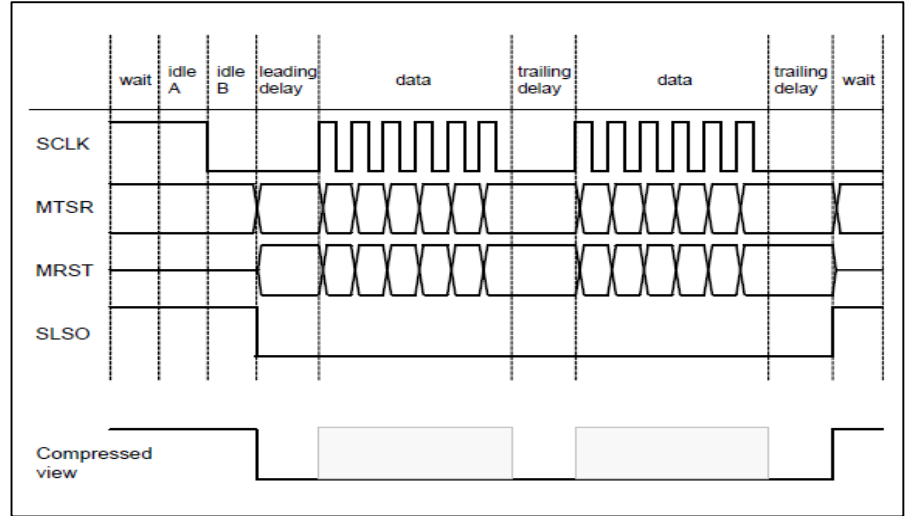 wait
idle
A
idle
B
leading
delay
data
trailing
delay
data
trailing
delay
wait
SCLK
MTSR
MRST
SLSO
Compressed
view